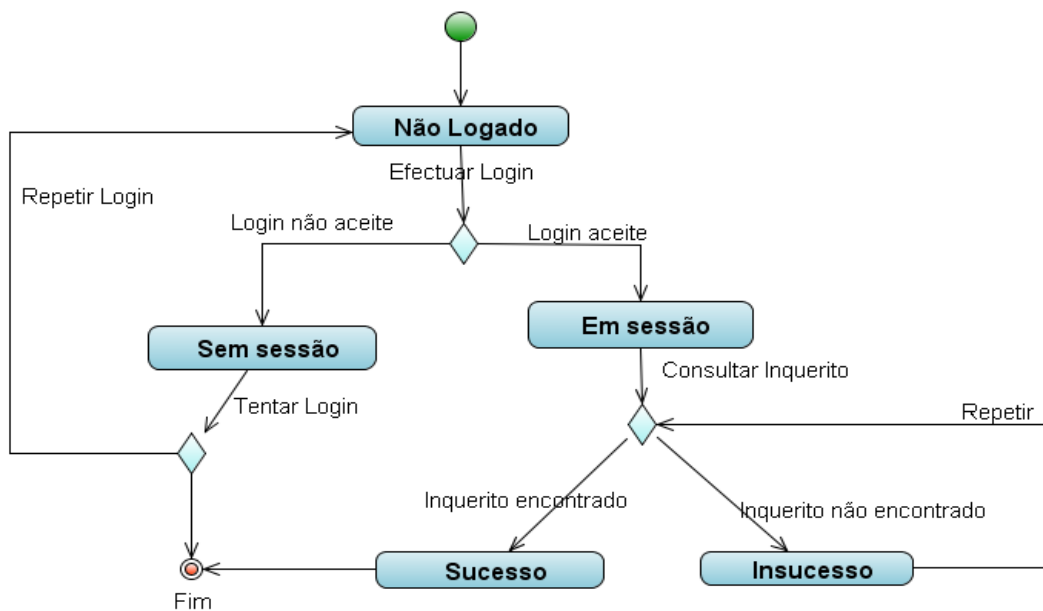 Não Logado
Efectuar Login
Repetir Login
Login não aceite
Login aceite
Em sessão
Sem sessão
Consultar Inquerito
Tentar Login
Repetir
Inquerito encontrado
Inquerito não encontrado
Sucesso
Insucesso
Fim